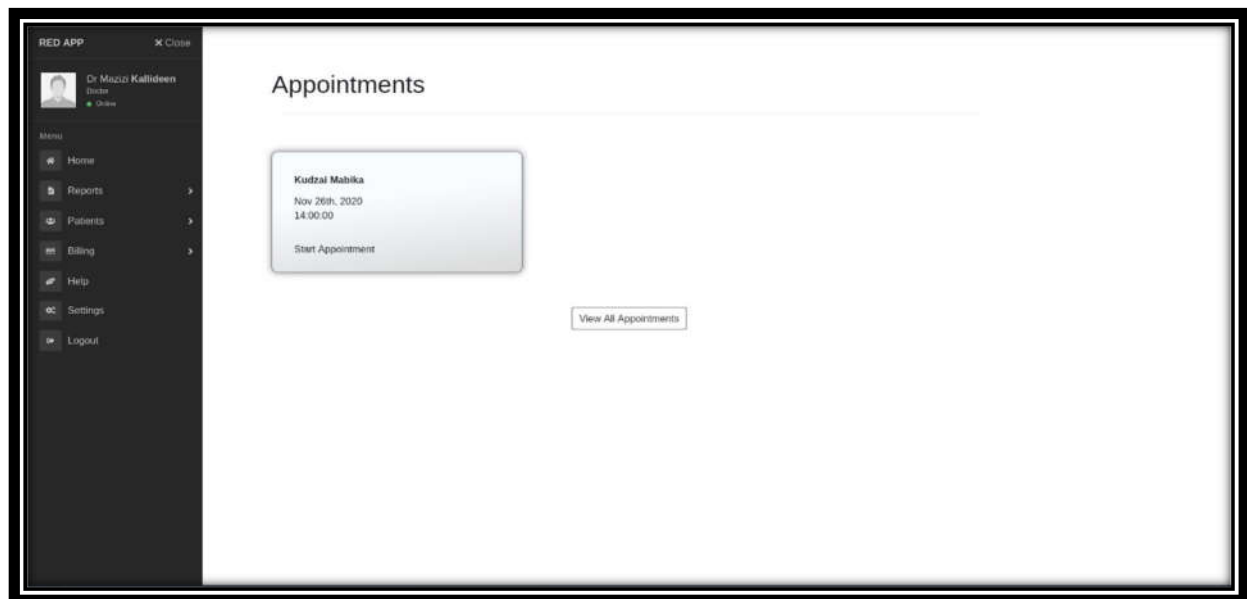 RED APP
Close
Dr Mazizi Kallideen
Doctor
Online
Menu
Home
Reports
Patients
Billing
Help
Settings
Logout
Appointments
Kudzai Mabika
Nov 26th, 2020
14:00:00
Start Appointment
View All Appointments